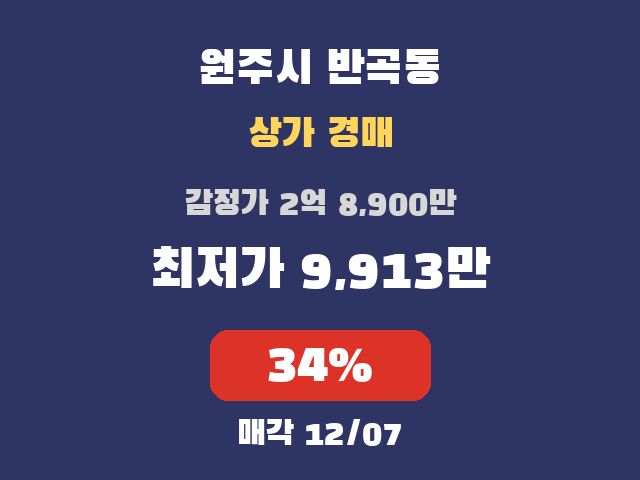 원주시 반곡동
상가 경매
감정가 2억 8,900만
최저가 9,913만
34%
매각 12/07